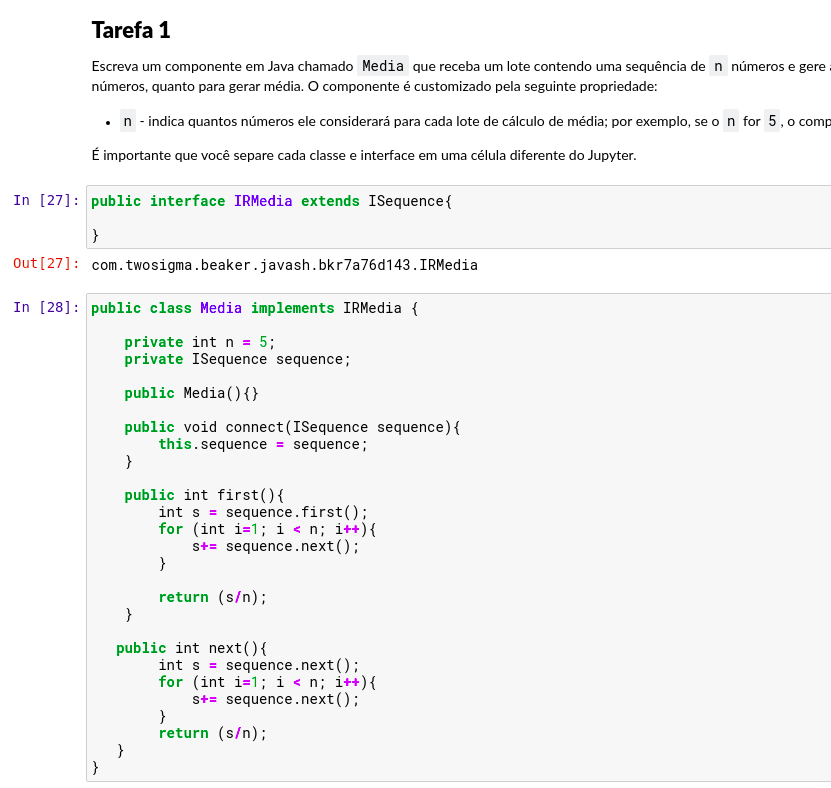 Tarefa 1
Escreva um componente em Java chamado Media que receba um lote contendo uma sequência de n números e gere
números, quanto para gerar média. O componente é customizado pela seguinte propriedade:
• n - indica quantos números ele considerará para cada lote de cálculo de média; por exemplo, se o n for 5, o comp
É importante que você separe cada classe e interface em uma célula diferente do Jupyter.
In [27]: public interface IRMedia extends ISequence{
}
Out[27]: com.twosigma.beaker.javash.bkr7a76d143.IRMedia
In [28]: public class Media implements IRMedia {
private int n = 5;
private ISequence sequence;
public Media(){}
public void connect(ISequence sequence){
this.sequence = sequence;
}
public int first(){
int s = sequence.first();
for (int i=1; i < n; i++){
s+= sequence.next();
}
return (s/n);
}
public int next(){
int s = sequence.next();
for (int i=1; i < n; i++){
s+= sequence.next();
}
return (s/n);
}
}